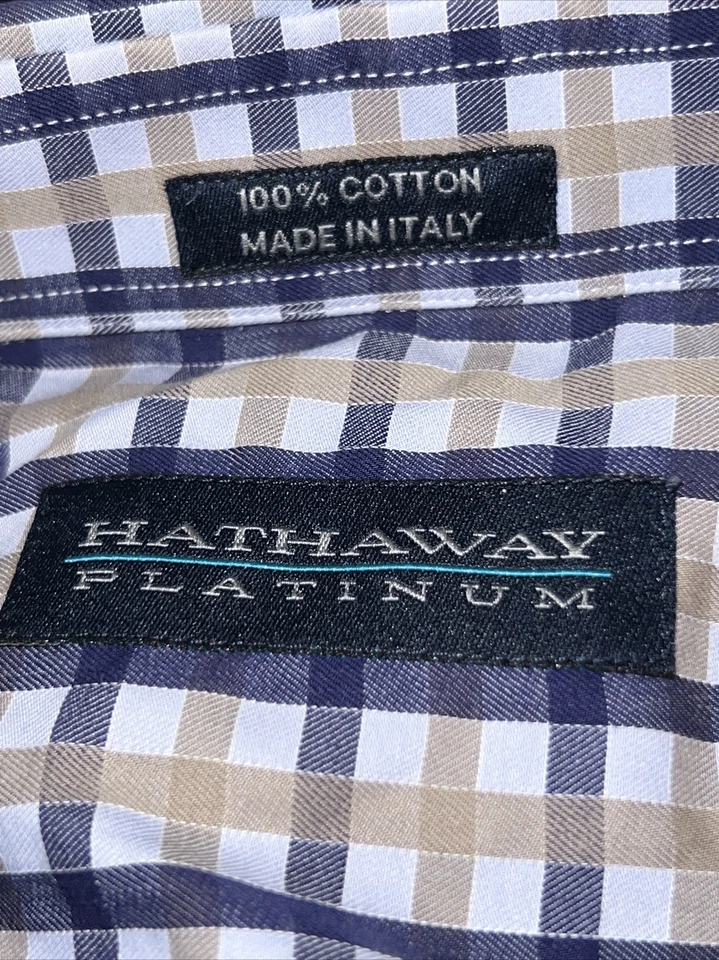 100% COTTON
MADE IN ITALY
HATHAWAY
PLATINUM